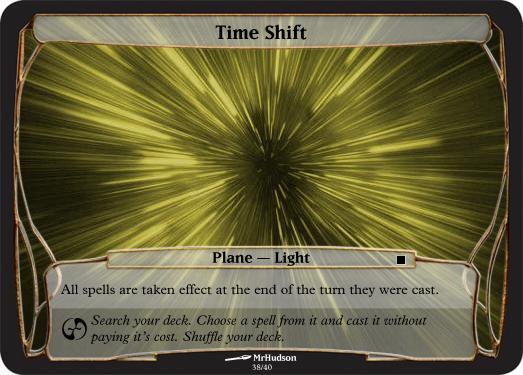 Time Shift
Plane — Light
All spells are taken effect at the end of the turn they were cast.
Search your deck. Choose a spell from it and cast it without
paying it's cost. Shuffle your deck.
MrHudson
38/40